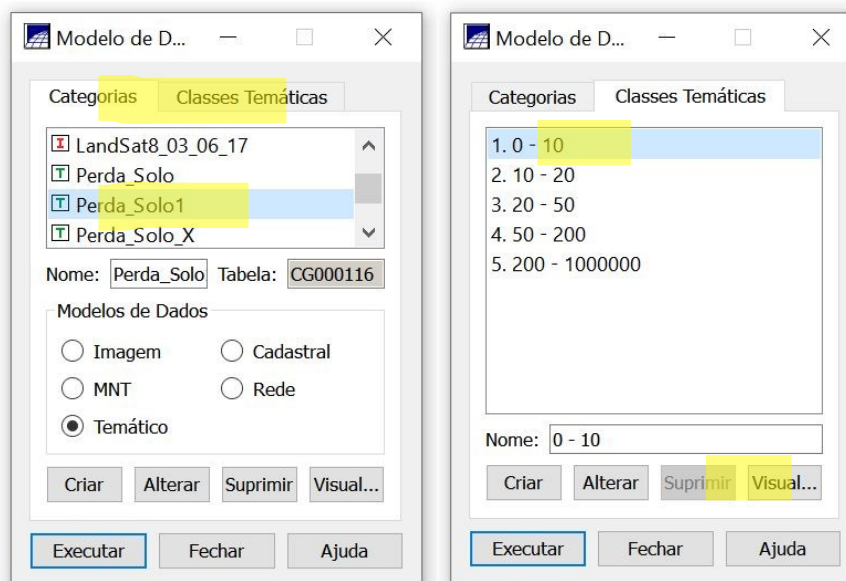 Modelo de D...
Categorias Classes Temáticas
LandSat8_03_06_17
Perda_Solo
Perda_Solo1
Perda_Solo_X
Nome: Perda_Solo Tabela: CG000116
Modelos de Dados
Imagem Cadastral
MNT Rede
Temático
Criar Alterar Suprimir Visual...
Executar Fechar Ajuda
Modelo de D...
Categorias Classes Temáticas
1. 0 - 10
2. 10 - 20
3. 20 - 50
4. 50 - 200
5. 200 - 1000000
Nome: 0 - 10
Criar Alterar Suprimir Visual...
Executar Fechar Ajuda